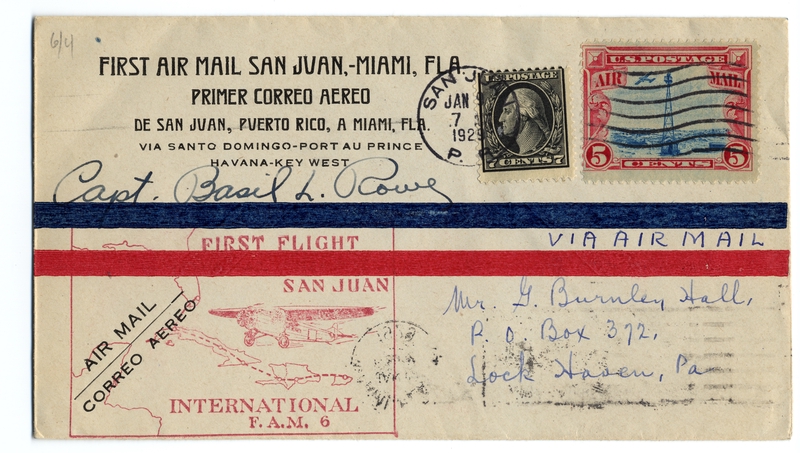 6/4
FIRST AIR MAIL SAN JUAN,-MIAMI, FLA.
PRIMER CORREO AEREO
DE SAN JUAN, PUERTO RICO, A MIAMI, FLA.
VIA SANTO DOMINGO-PORT AU PRINCE
HAVANA-KEY WEST
Capt. Basil L. Rowe
SAN JU
JAN 9
7
1929
P. R.
U.S. POSTAGE
7 CENTS 7
U.S. POSTAGE
AIR MAIL
5 CENTS 5
VIA AIR MAIL
FIRST FLIGHT
SAN JUAN
AIR MAIL
CORREO AEREO
INTERNATIONAL
F.A.M. 6
Mr. G. Burnley Hall,
P. O Box 372,
Lock Haven, Pa